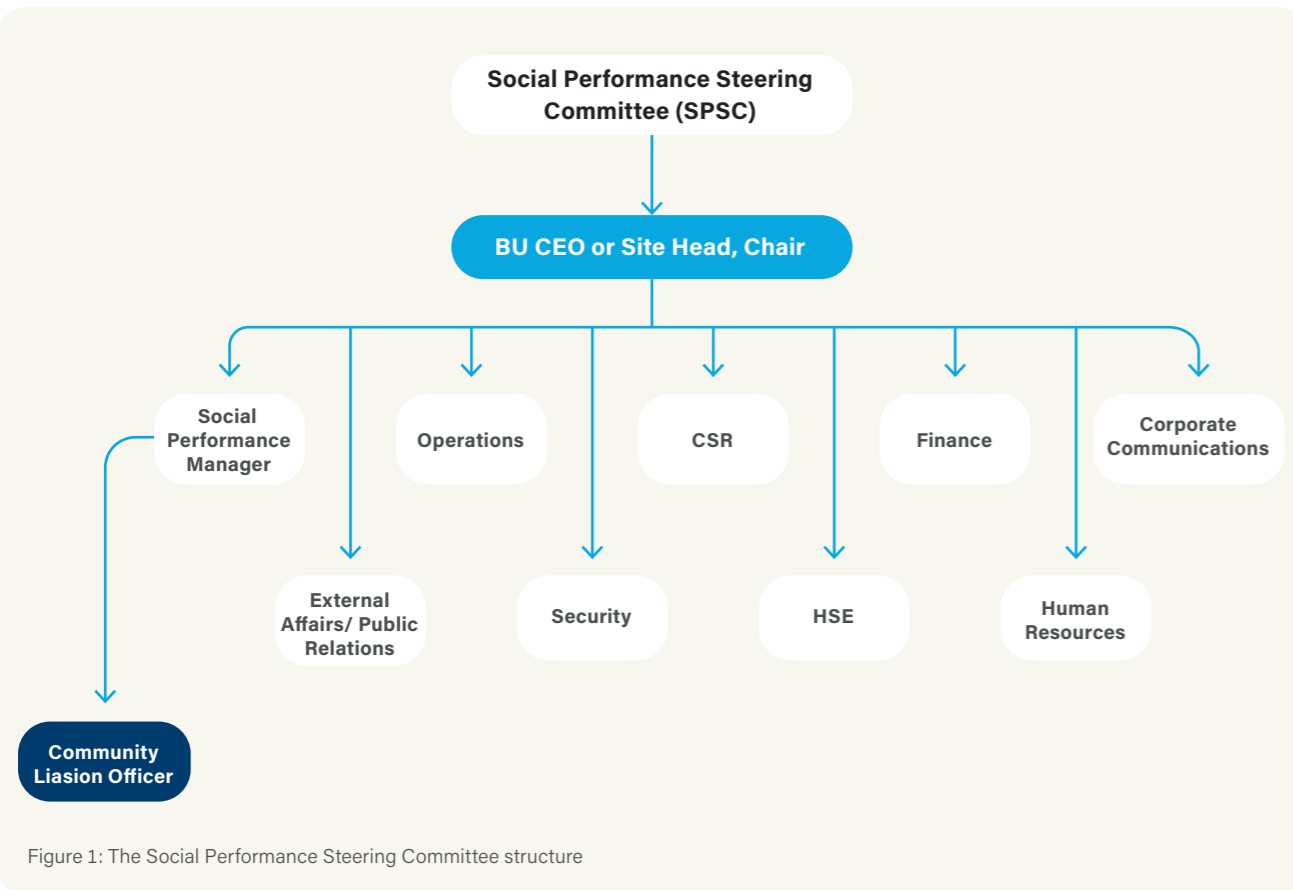 Social Performance Steering
Committee (SPSC)
BU CEO or Site Head, Chair
Social
Performance
Manager
Operations
CSR
Finance
Corporate
Communications
External
Affairs/ Public
Relations
Security
HSE
Human
Resources
Community
Liasion Officer
Figure 1: The Social Performance Steering Committee structure